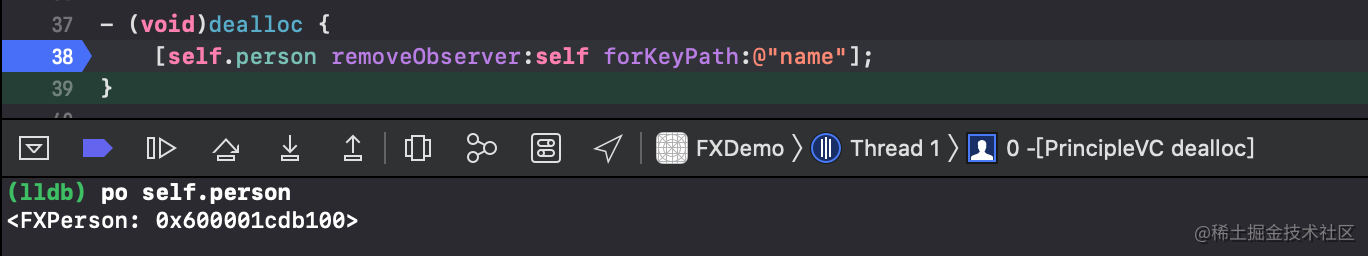 37 - (void)dealloc {
38 [self.person removeObserver:self forKeyPath:@"name"];
39 }
FXDemo 〉 Thread 1 〉 0 -[PrincipleVC dealloc]
(lldb) po self.person
<FXPerson: 0x600001cdb100>
@稀土掘金技术社区